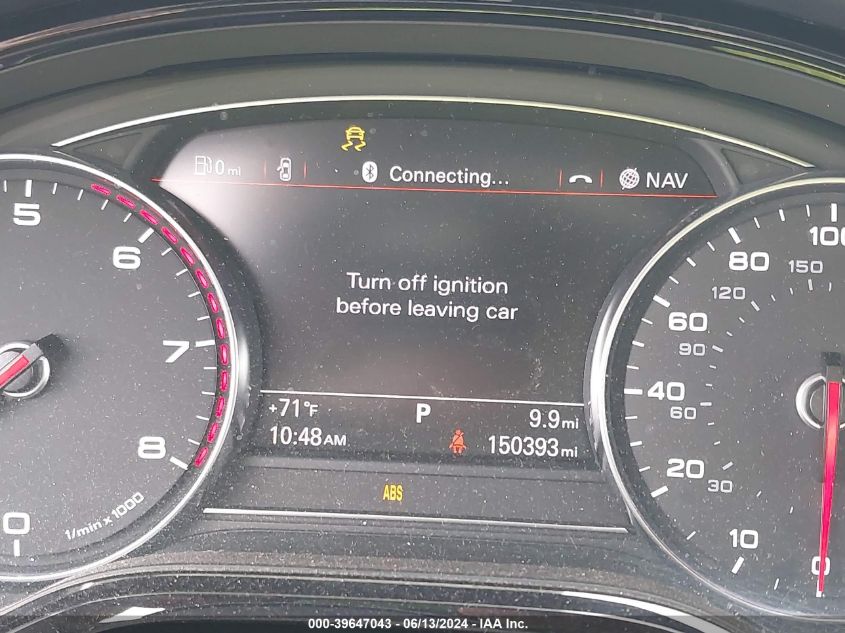 0 mi
Connecting...
NAV
Turn off ignition
before leaving car
+71°F
P
9.9 mi
10:48 AM
150393 mi
ABS
5
6
7
8
0
1/min x 1000
100
80
60
40
20
10
0
150
120
90
60
30
000-39647043 - 06/13/2024 - IAA Inc.